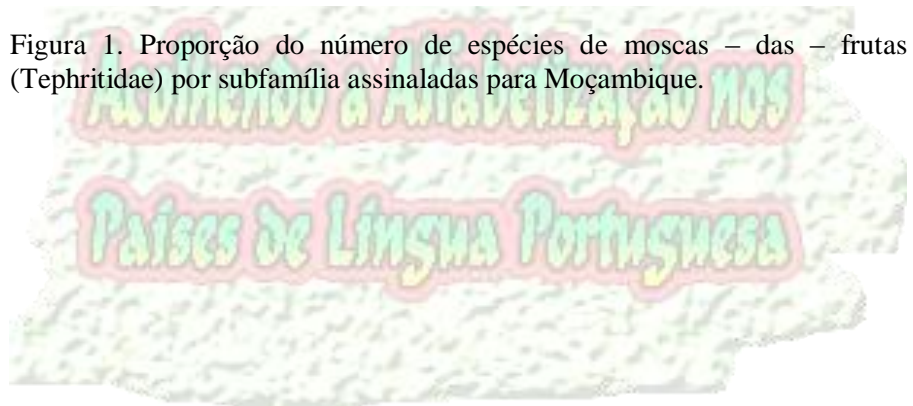 Figura 1. Proporção do número de espécies de moscas – das – frutas
(Tephritidae) por subfamília assinaladas para Moçambique.
Acolhendo a Alfabetização nos
Países de Língua Portuguesa